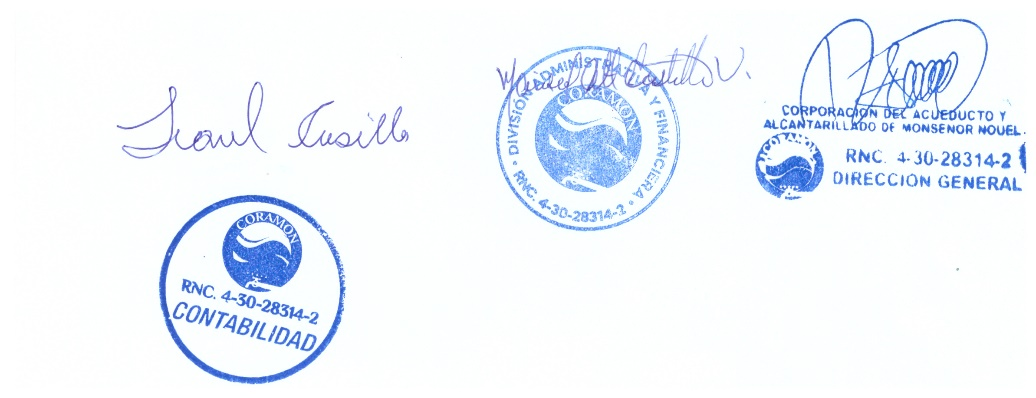 CORAMON
RNC. 4-30-28314-2
CONTABILIDAD
DIVISIÓN ADMINISTRATIVA Y FINANCIERA
CORAMON
RNC. 4-30-28314-2
CORPORACION DEL ACUEDUCTO Y
ALCANTARILLADO DE MONSENOR NOUEL
CORAMON
RNC. 4-30-28314-2
DIRECCION GENERAL